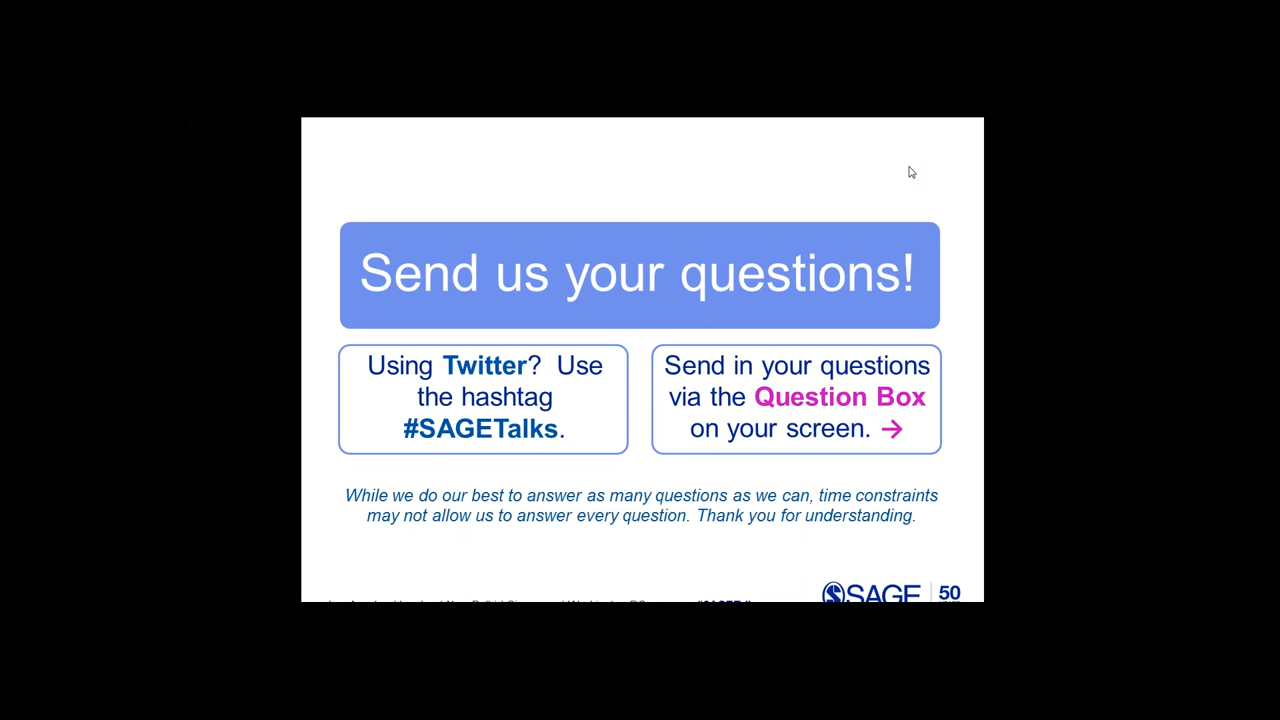 Send us your questions!
Using Twitter?  Use
the hashtag
#SAGETalks.
Send in your questions
via the Question Box
on your screen. →
While we do our best to answer as many questions as we can, time constraints
may not allow us to answer every question. Thank you for understanding.
SAGE
50